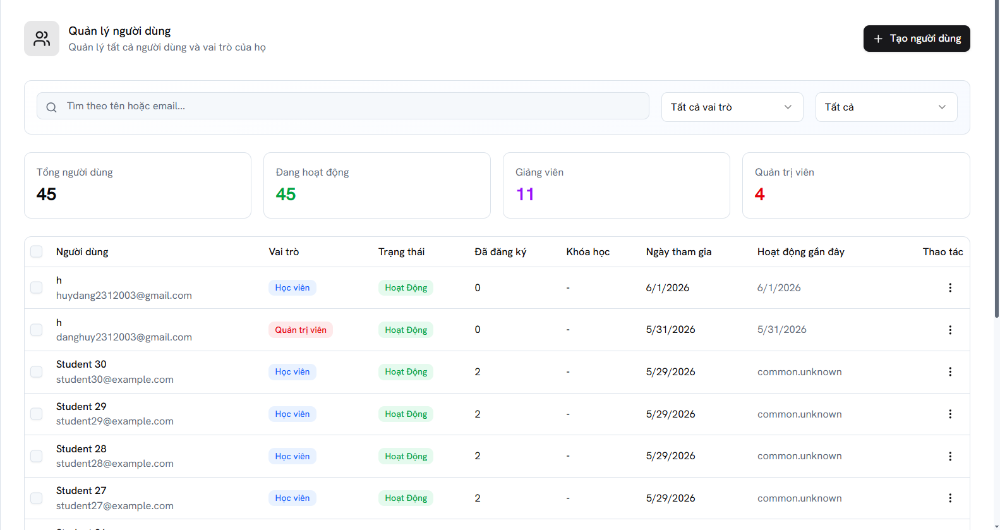 Quản lý người dùng
Quản lý tất cả người dùng và vai trò của họ
Tạo người dùng
Tìm theo tên hoặc email...
Tất cả vai trò
Tất cả
Tổng người dùng
45
Đang hoạt động
45
Giảng viên
11
Quản trị viên
4
Người dùng Vai trò Trạng thái Đã đăng ký Khóa học Ngày tham gia Hoạt động gần đây Thao tác
h
huydang2312003@gmail.com
Học viên Hoạt Động 0 - 6/1/2026 6/1/2026
h
danghuy2312003@gmail.com
Quản trị viên Hoạt Động 0 - 5/31/2026 5/31/2026
Student 30
student30@example.com
Học viên Hoạt Động 2 - 5/29/2026 common.unknown
Student 29
student29@example.com
Học viên Hoạt Động 2 - 5/29/2026 common.unknown
Student 28
student28@example.com
Học viên Hoạt Động 2 - 5/29/2026 common.unknown
Student 27
student27@example.com
Học viên Hoạt Động 2 - 5/29/2026 common.unknown